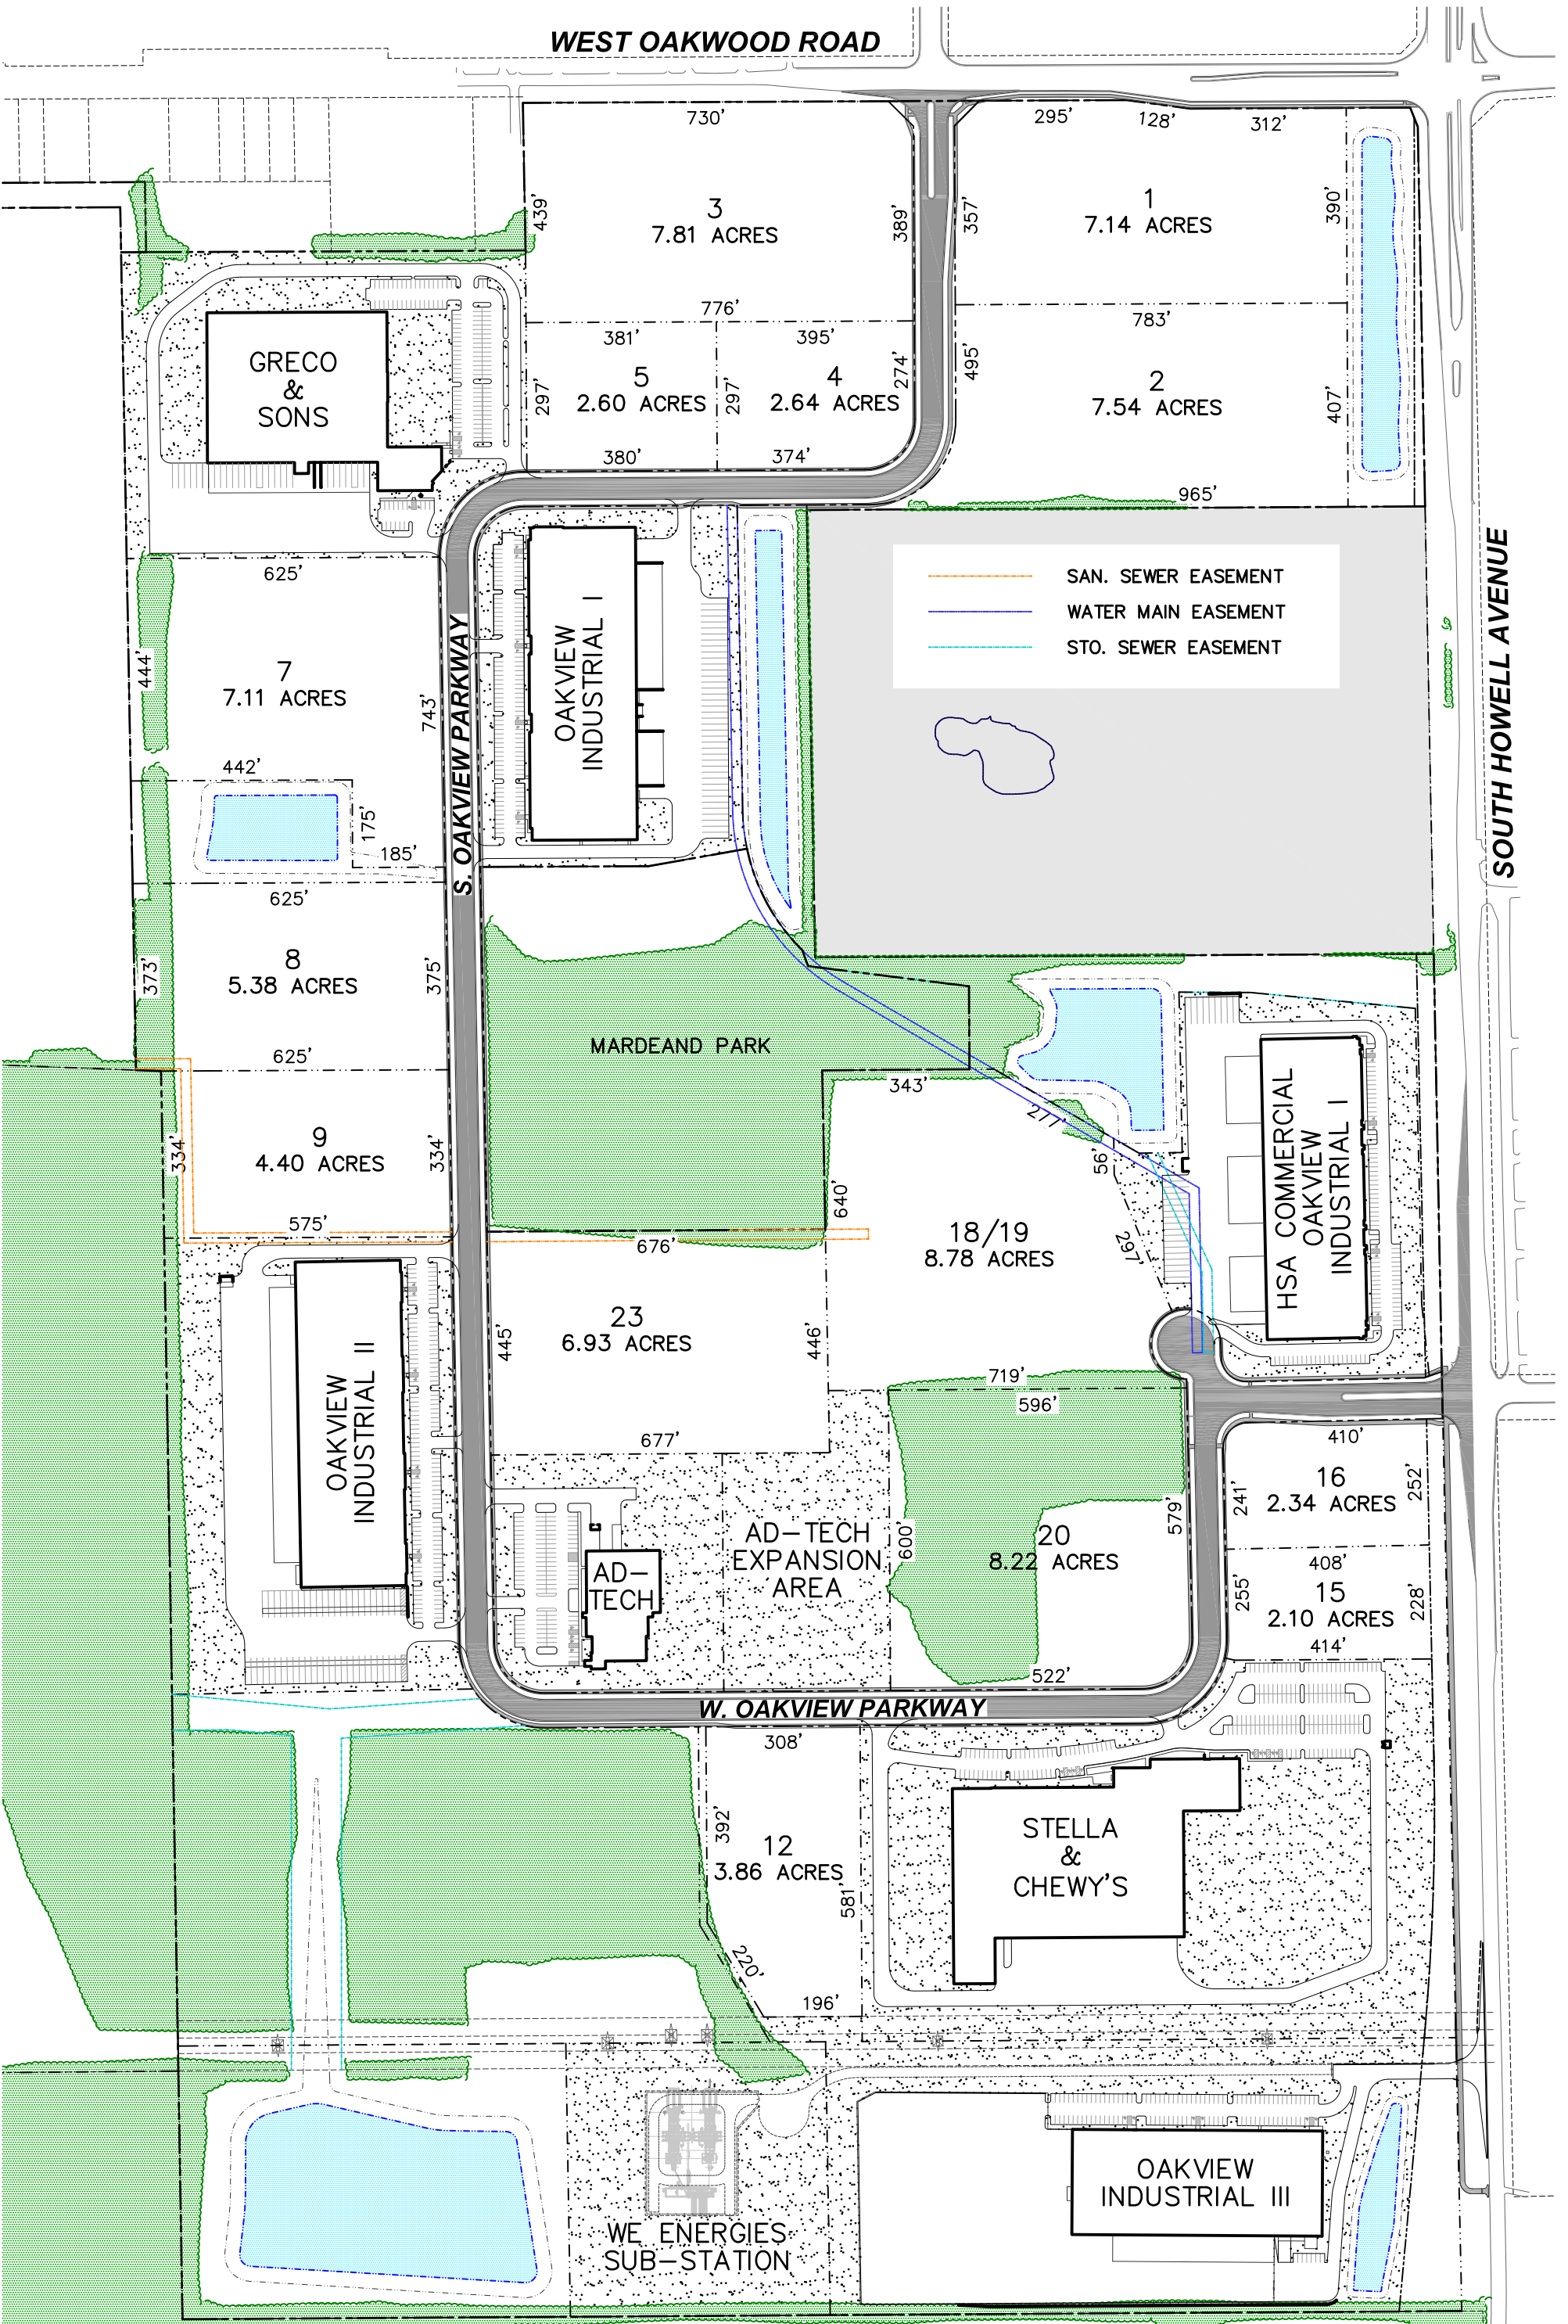 WEST OAKWOOD ROAD
730'
295'
128'
312'
439'
3
7.81 ACRES
389'
357'
1
7.14 ACRES
390'
776'
783'
381'
395'
GRECO
&
SONS
297'
5
2.60 ACRES
297'
4
2.64 ACRES
274'
495'
2
7.54 ACRES
407'
380'
374'
965'
625'
SAN. SEWER EASEMENT
WATER MAIN EASEMENT
STO. SEWER EASEMENT
SOUTH HOWELL AVENUE
444'
7
7.11 ACRES
743'
S. OAKVIEW PARKWAY
OAKVIEW
INDUSTRIAL I
442'
175'
185'
625'
373'
8
5.38 ACRES
375'
625'
MARDEAND PARK
343'
277'
56'
HSA COMMERCIAL
OAKVIEW
INDUSTRIAL I
334'
9
4.40 ACRES
334'
575'
640'
676'
18/19
8.78 ACRES
297'
23
6.93 ACRES
445'
446'
719'
596'
OAKVIEW
INDUSTRIAL II
677'
410'
16
2.34 ACRES
241'
252'
AD-TECH
EXPANSION
AREA
600'
20
8.22 ACRES
579'
408'
AD-
TECH
255'
15
2.10 ACRES
228'
414'
522'
W. OAKVIEW PARKWAY
308'
392'
12
3.86 ACRES
581'
STELLA
&
CHEWY'S
220'
196'
OAKVIEW
INDUSTRIAL III
WE ENERGIES
SUB-STATION